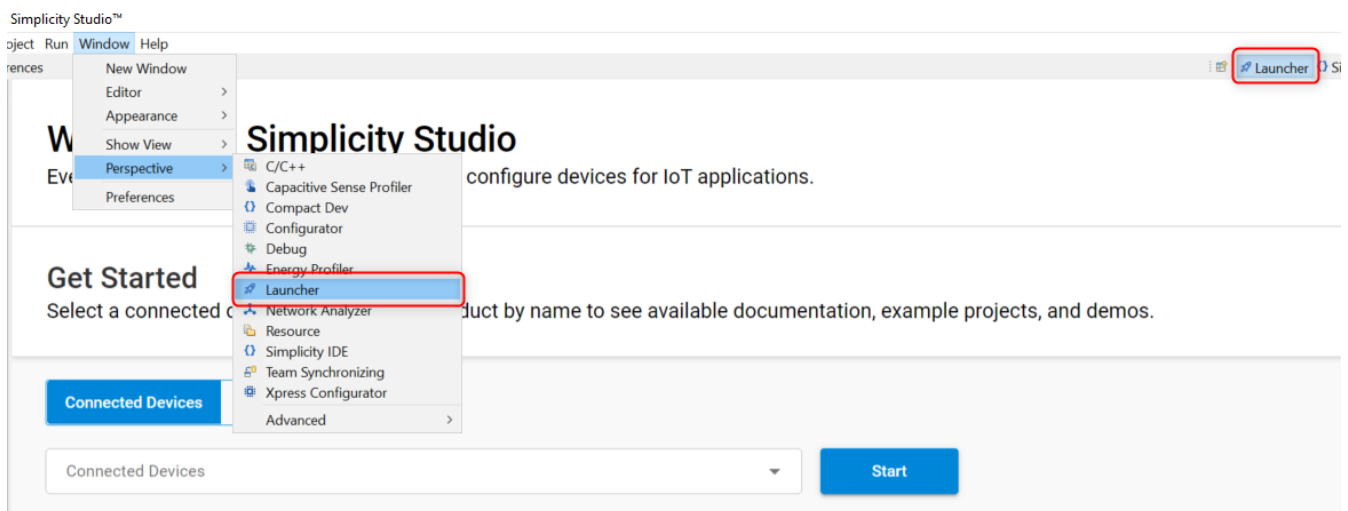 Simplicity Studio™
oject Run Window Help
rences
Launcher
Si
New Window
Editor
Appearance
Show View
Perspective
Preferences
W
Simplicity Studio
Eve
configure devices for IoT applications.
C/C++
Capacitive Sense Profiler
Compact Dev
Configurator
Debug
Energy Profiler
Launcher
Network Analyzer
Resource
Simplicity IDE
Team Synchronizing
Xpress Configurator
Advanced
Get Started
Select a connected d
duct by name to see available documentation, example projects, and demos.
Connected Devices
Connected Devices
Start